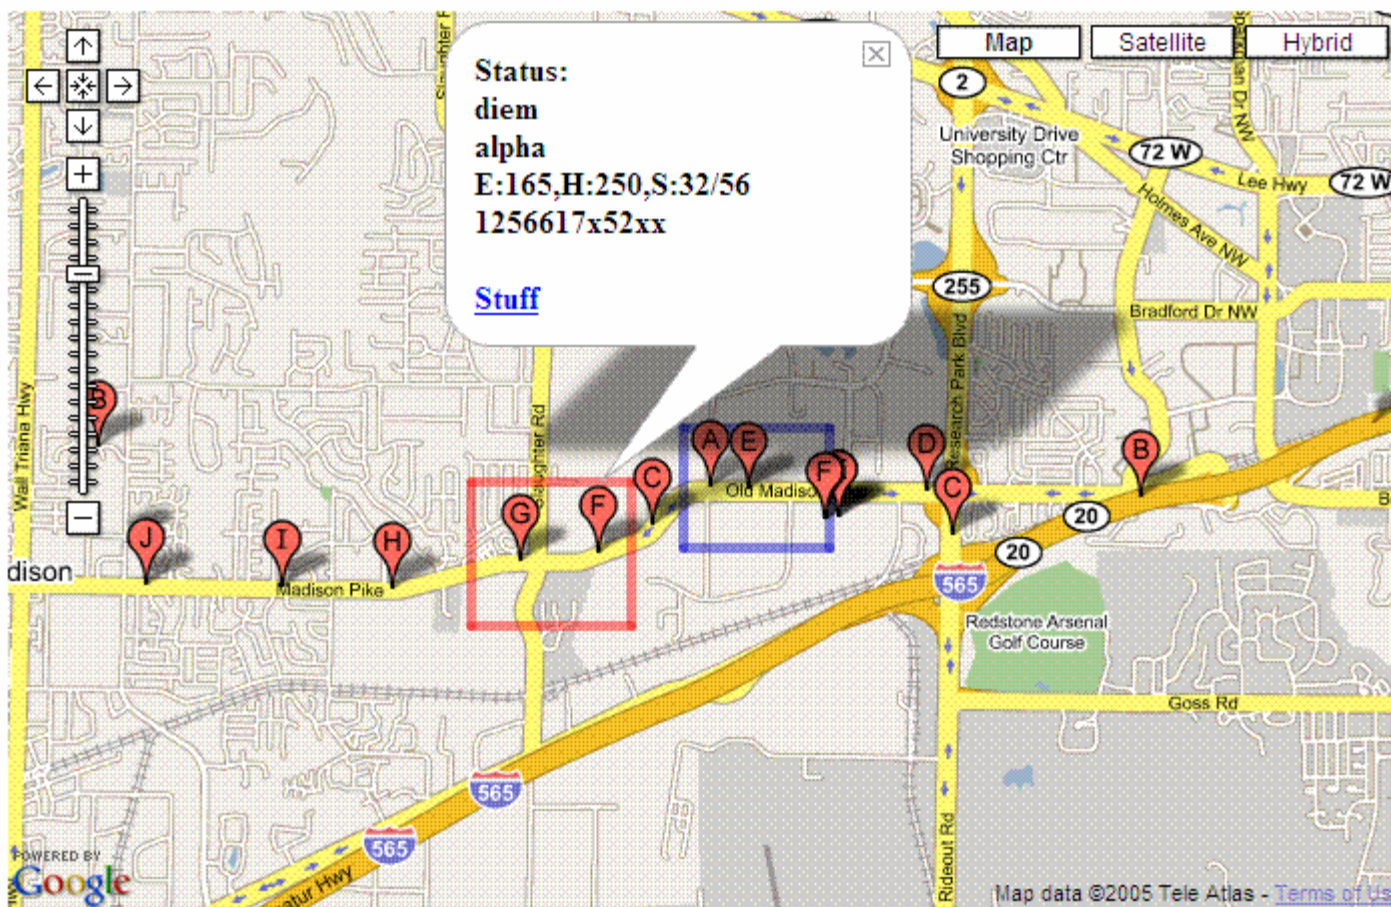 Status:
diem
alpha
E:165,H:250,S:32/56
1256617x52xx
Stuff
Map
Satellite
Hybrid
2
University Drive
Shopping Ctr
72 W
Lee Hwy
72 W
Holmes Ave NW
255
Bradford Dr NW
Research Park Blvd
Wall Triana Hwy
B
A
E
D
B
C
F
G
F
C
J
I
H
Old Madiso
20
20
dison
Madison Pike
565
Redstone Arsenal
Golf Course
Goss Rd
565
565
Rideout Rd
POWERED BY
Google
atur Hwy
Map data ©2005 Tele Atlas - Terms of Us